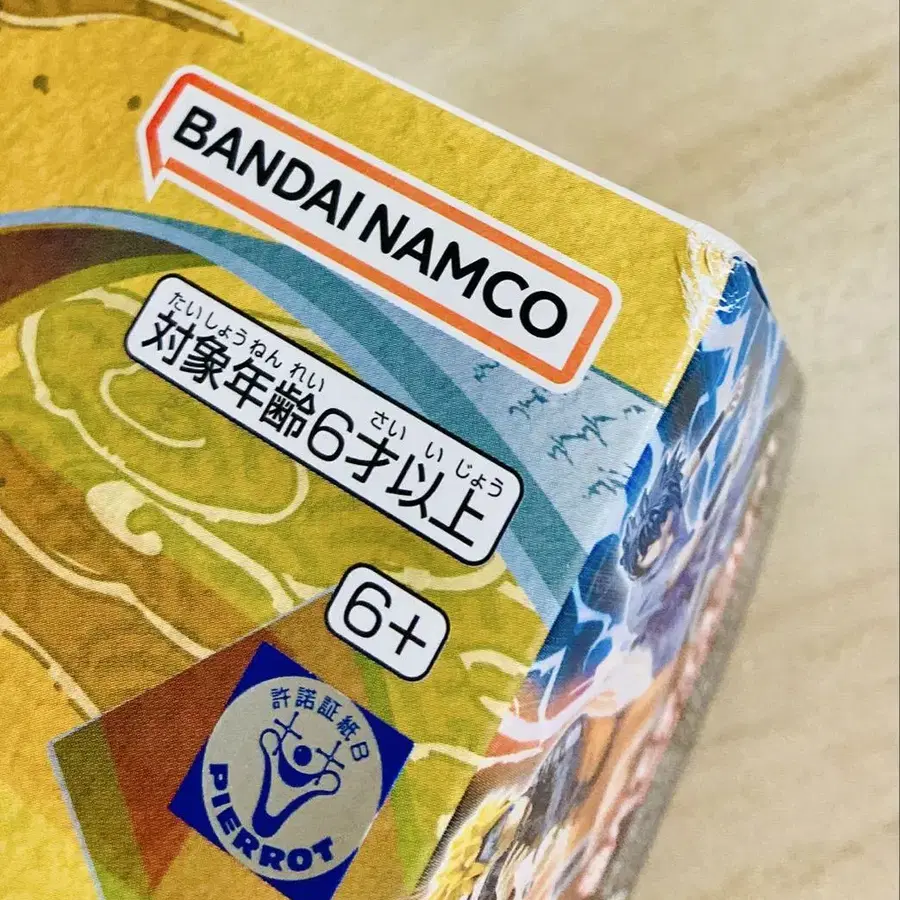 BANDAI NAMCO
たいしょうねんれい さい いじょう
対象年齢6才以上
6+
許諾証紙B
PIERROT